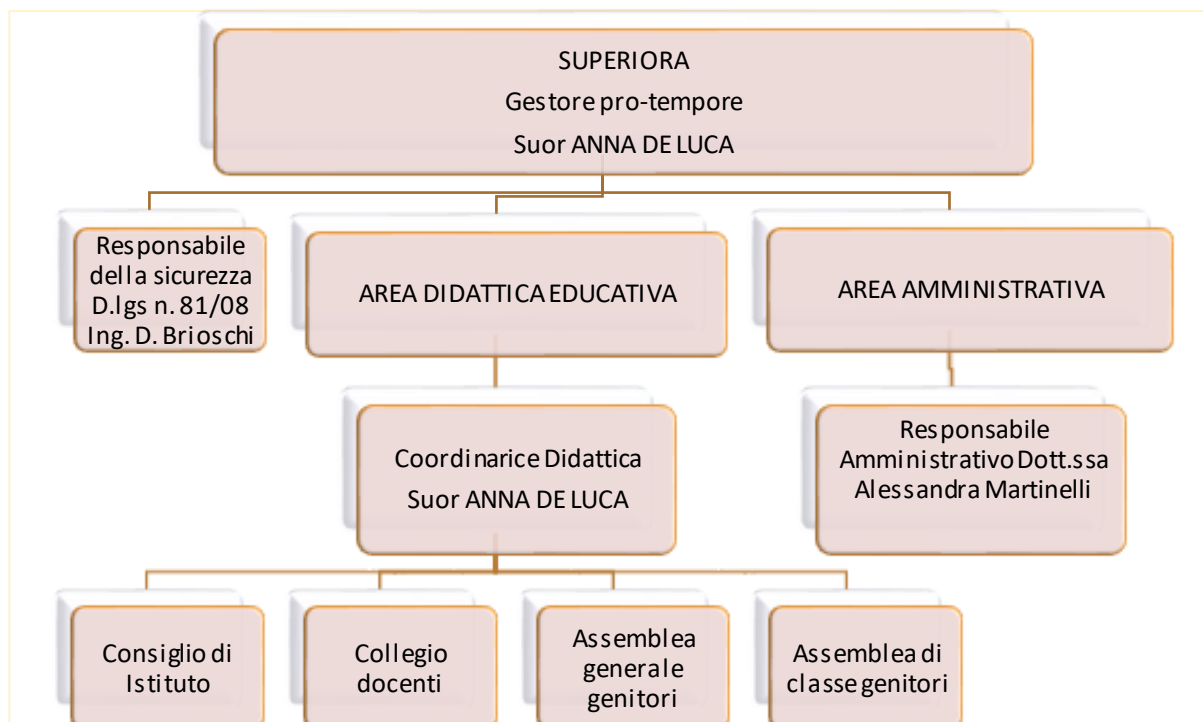 SUPERIORA
Gestore pro-tempore
Suor ANNA DE LUCA
Responsabile
della sicurezza
D.lgs n. 81/08
Ing. D. Brioschi
AREA DIDATTICA EDUCATIVA
AREA AMMINISTRATIVA
Coordinarice Didattica
Suor ANNA DE LUCA
Responsabile
Amministrativo Dott.ssa
Alessandra Martinelli
Consiglio di
Istituto
Collegio
docenti
Assemblea
generale
genitori
Assemblea di
classe genitori